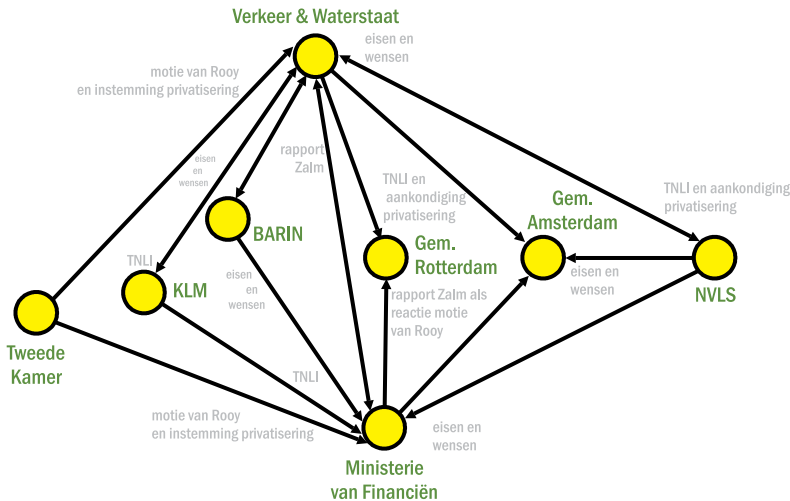 Verkeer & Waterstaat
eisen en
wensen
motie van Rooy
en instemming privatisering
eisen
en
wensen
rapport
Zalm
TNLI en
aankondiging
privatisering
TNLI en aankondiging
privatisering
Gem.
Amsterdam
BARIN
Gem.
Rotterdam
TNLI
KLM
eisen
en
wensen
eisen en
wensen
NVLS
rapport Zalm als
reactie motie
van Rooy
Tweede
Kamer
TNLI
motie van Rooy
en instemming privatisering
eisen en
wensen
Ministerie
van Financiën